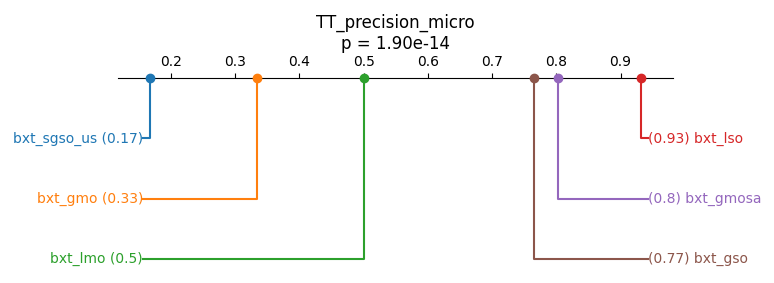 TT_precision_micro
p = 1.90e-14
0.2 0.3 0.4 0.5 0.6 0.7 0.8 0.9
bxt_sgso_us (0.17) (0.93) bxt_lso
bxt_gmo (0.33) (0.8) bxt_gmosa
bxt_lmo (0.5) (0.77) bxt_gso